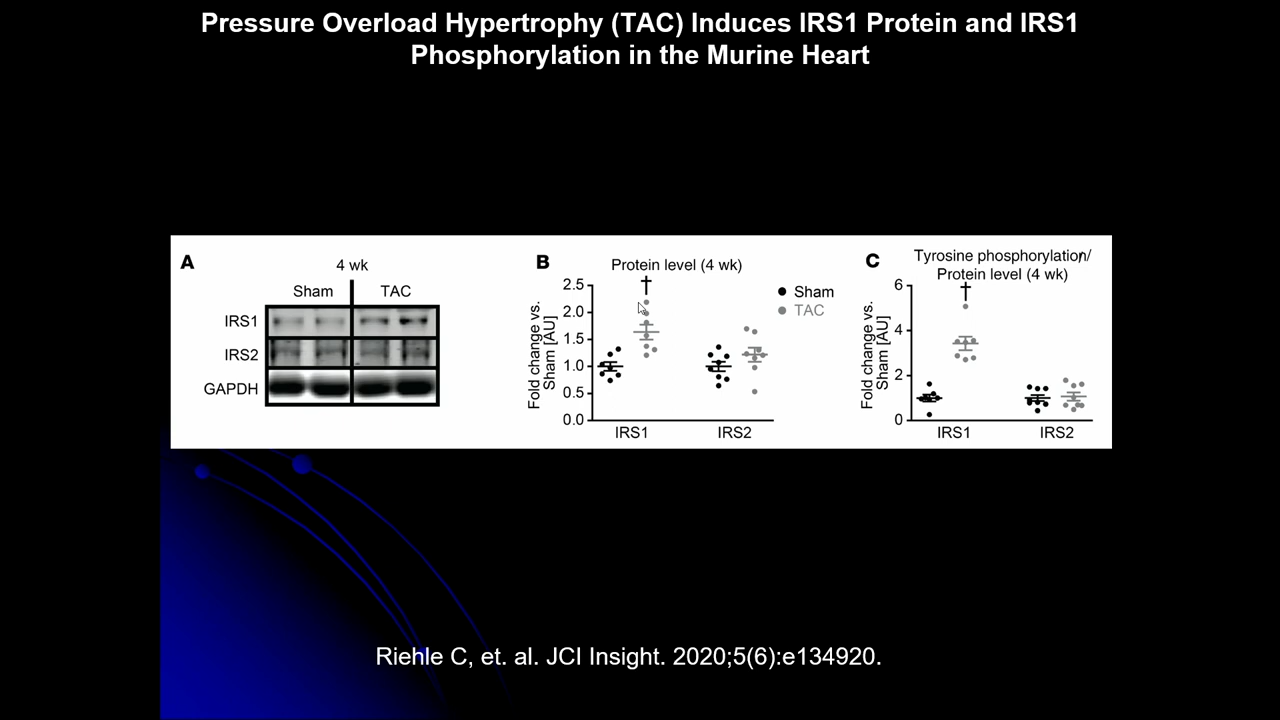 Pressure Overload Hypertrophy (TAC) Induces IRS1 Protein and IRS1
Phosphorylation in the Murine Heart
A
4 wk
Sham
TAC
IRS1
IRS2
GAPDH
B
Protein level (4 wk)
Fold change vs.
Sham [AU]
2.5
2.0
1.5
1.0
0.5
0.0
†
IRS1
IRS2
Sham
TAC
C
Tyrosine phosphorylation/
Protein level (4 wk)
Fold change vs.
Sham [AU]
6
4
2
0
†
IRS1
IRS2
Riehle C, et. al. JCI Insight. 2020;5(6):e134920.